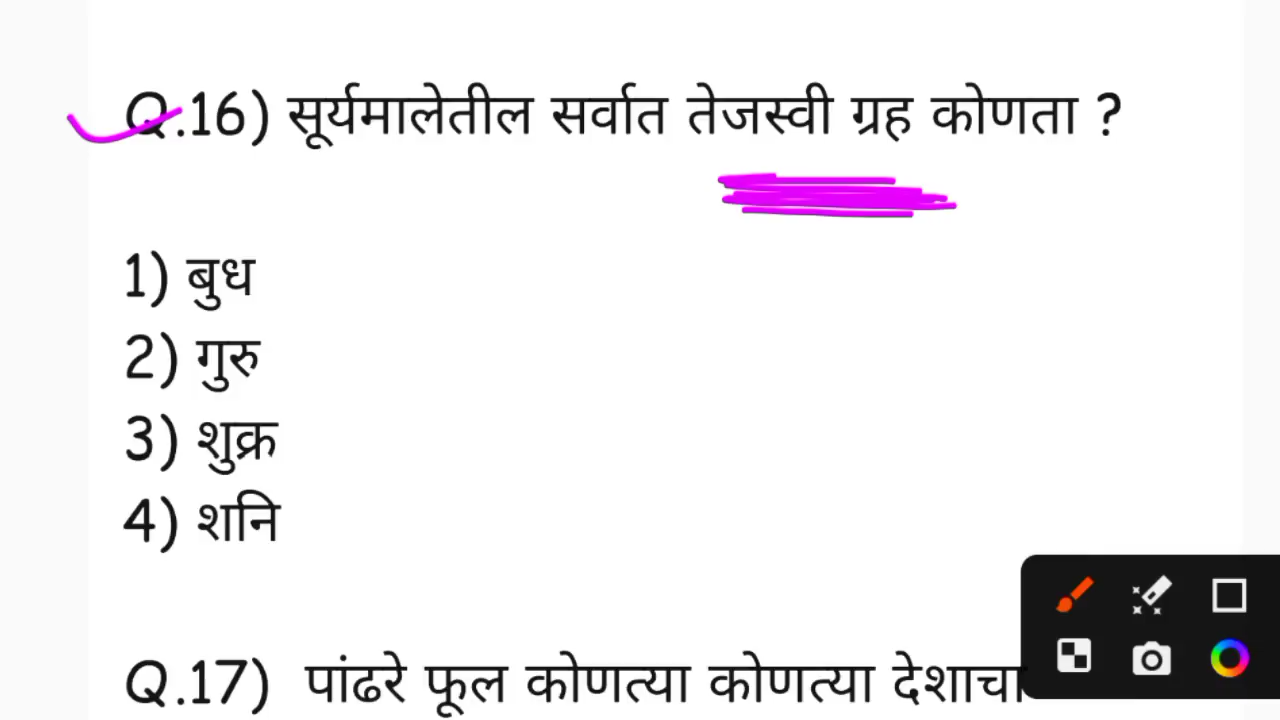 Q.16) सूर्यमालेतील सर्वात तेजस्वी ग्रह कोणता ?
1) बुध
2) गुरु
3) शुक्र
4) शनि
Q.17) पांढरे फूल कोणत्या कोणत्या देशाचा